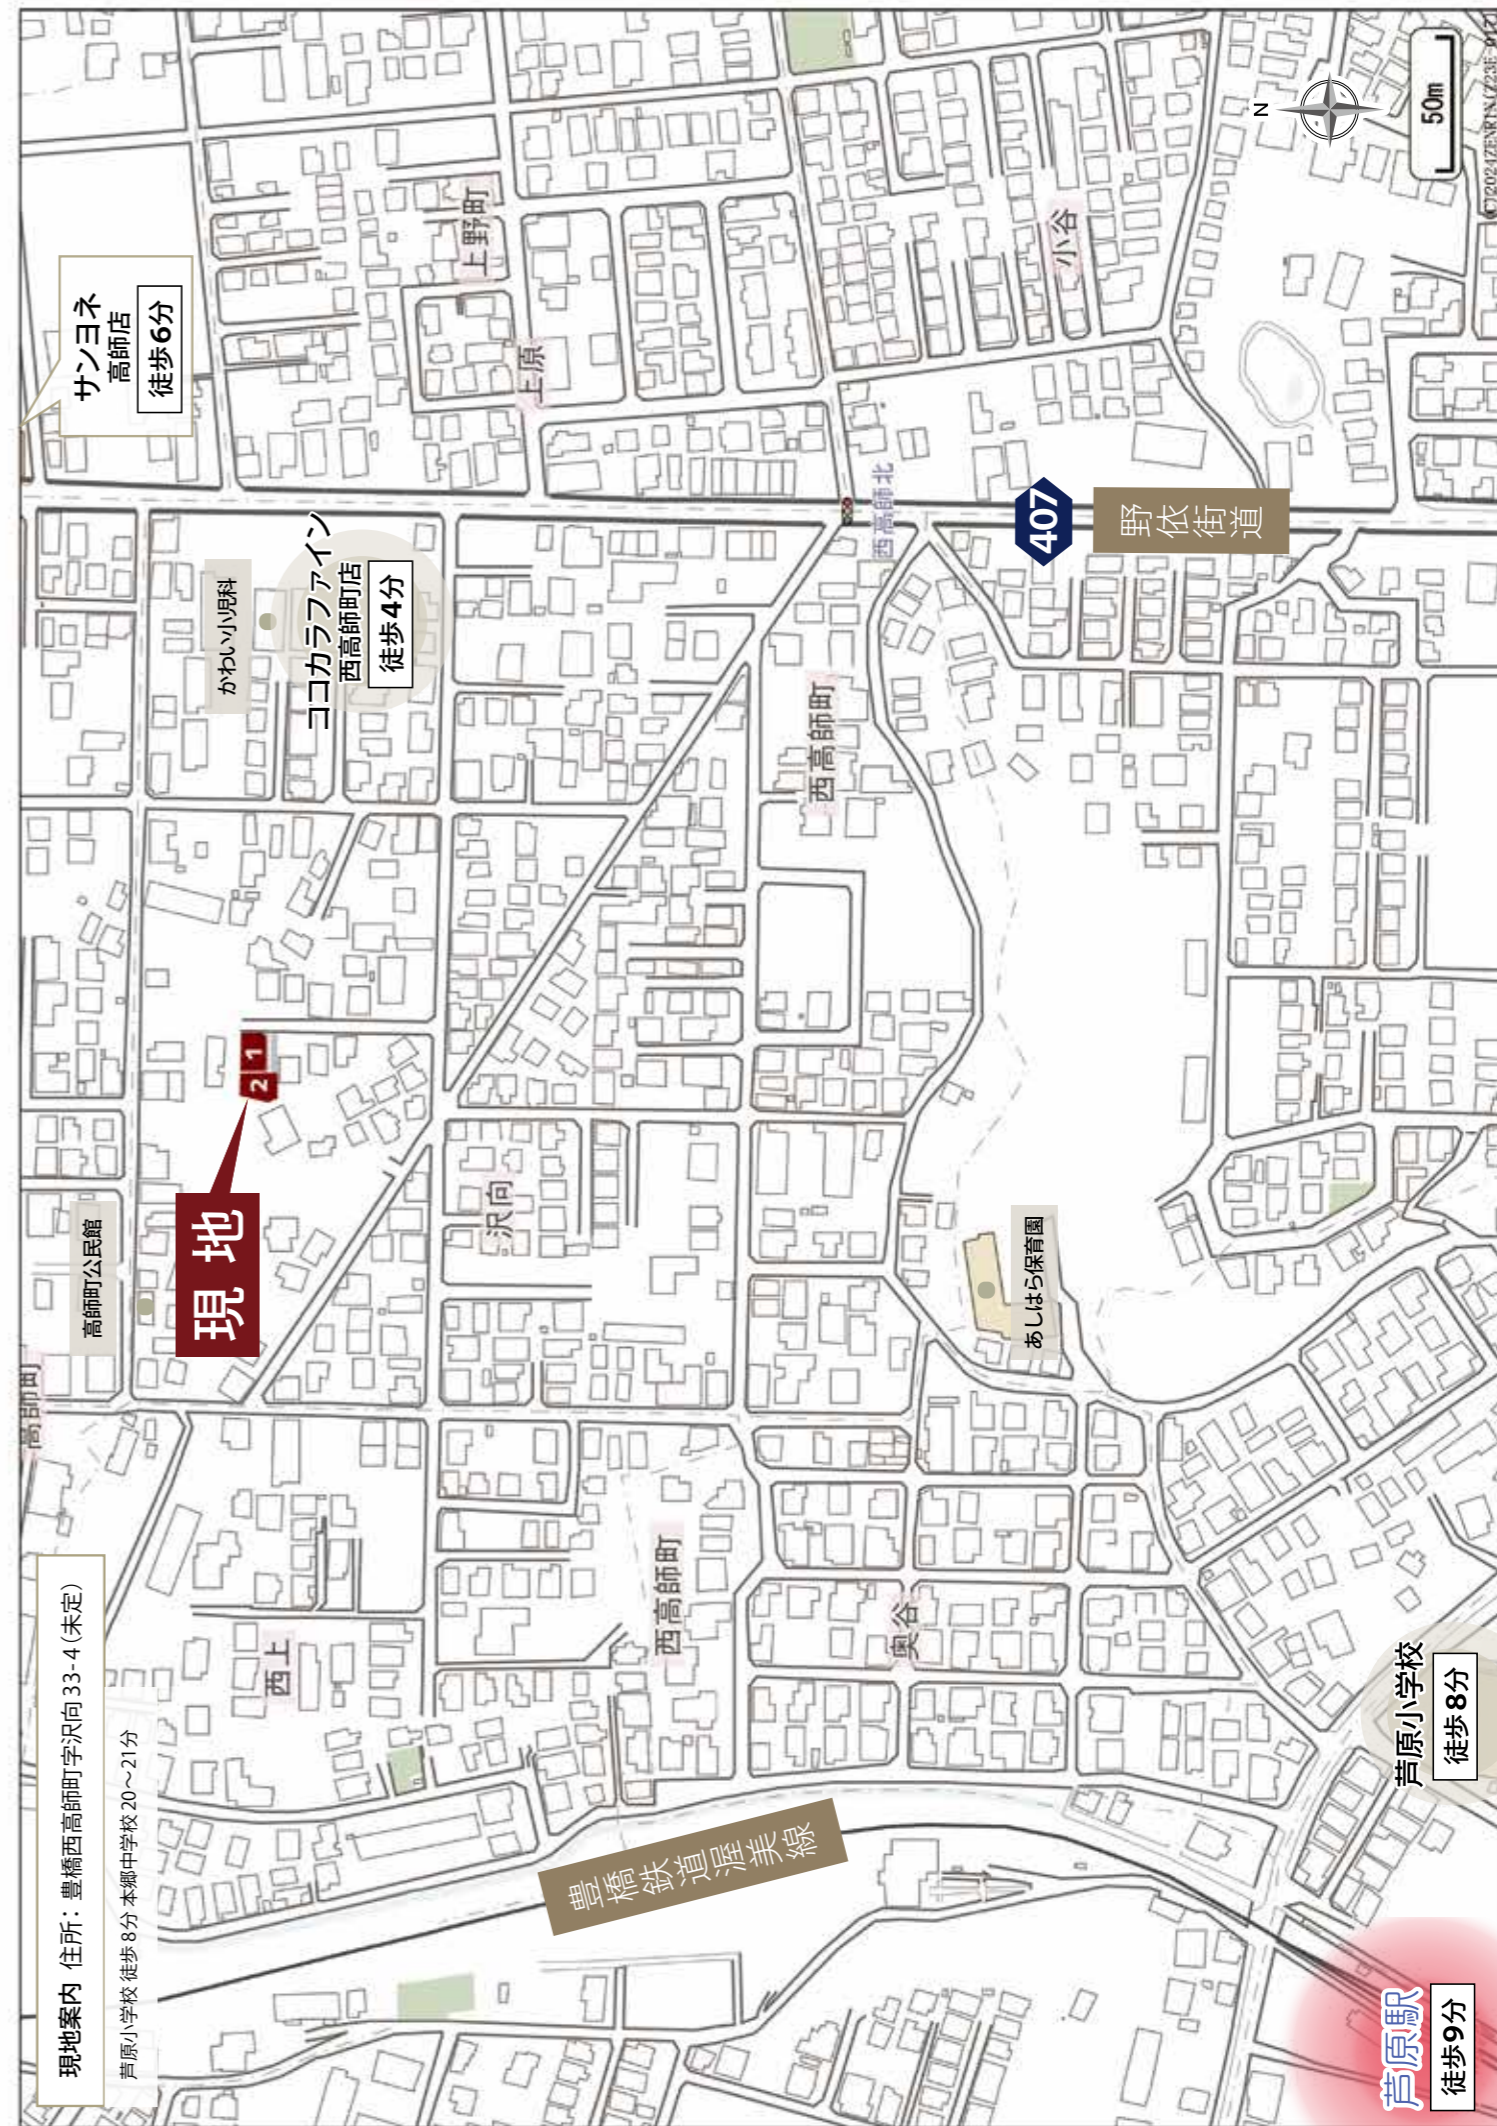 現地案内 住所：豊橋西高師町字沢向33-4(未定)
芦原小学校 徒歩8分 本郷中学校 20〜21分
高師町
高師町公民館
現地
2
1
かわい小児科
ココカラファイン
西高師町店
徒歩4分
サンヨネ
高師店
徒歩6分
上野町
上原
小谷
N
50m
西高師北
407
野依街道
西高師町
沢向
あしはら保育園
西上
西高師町
奥谷
豊橋鉄道渥美線
芦原小学校
徒歩8分
芦原駅
徒歩9分